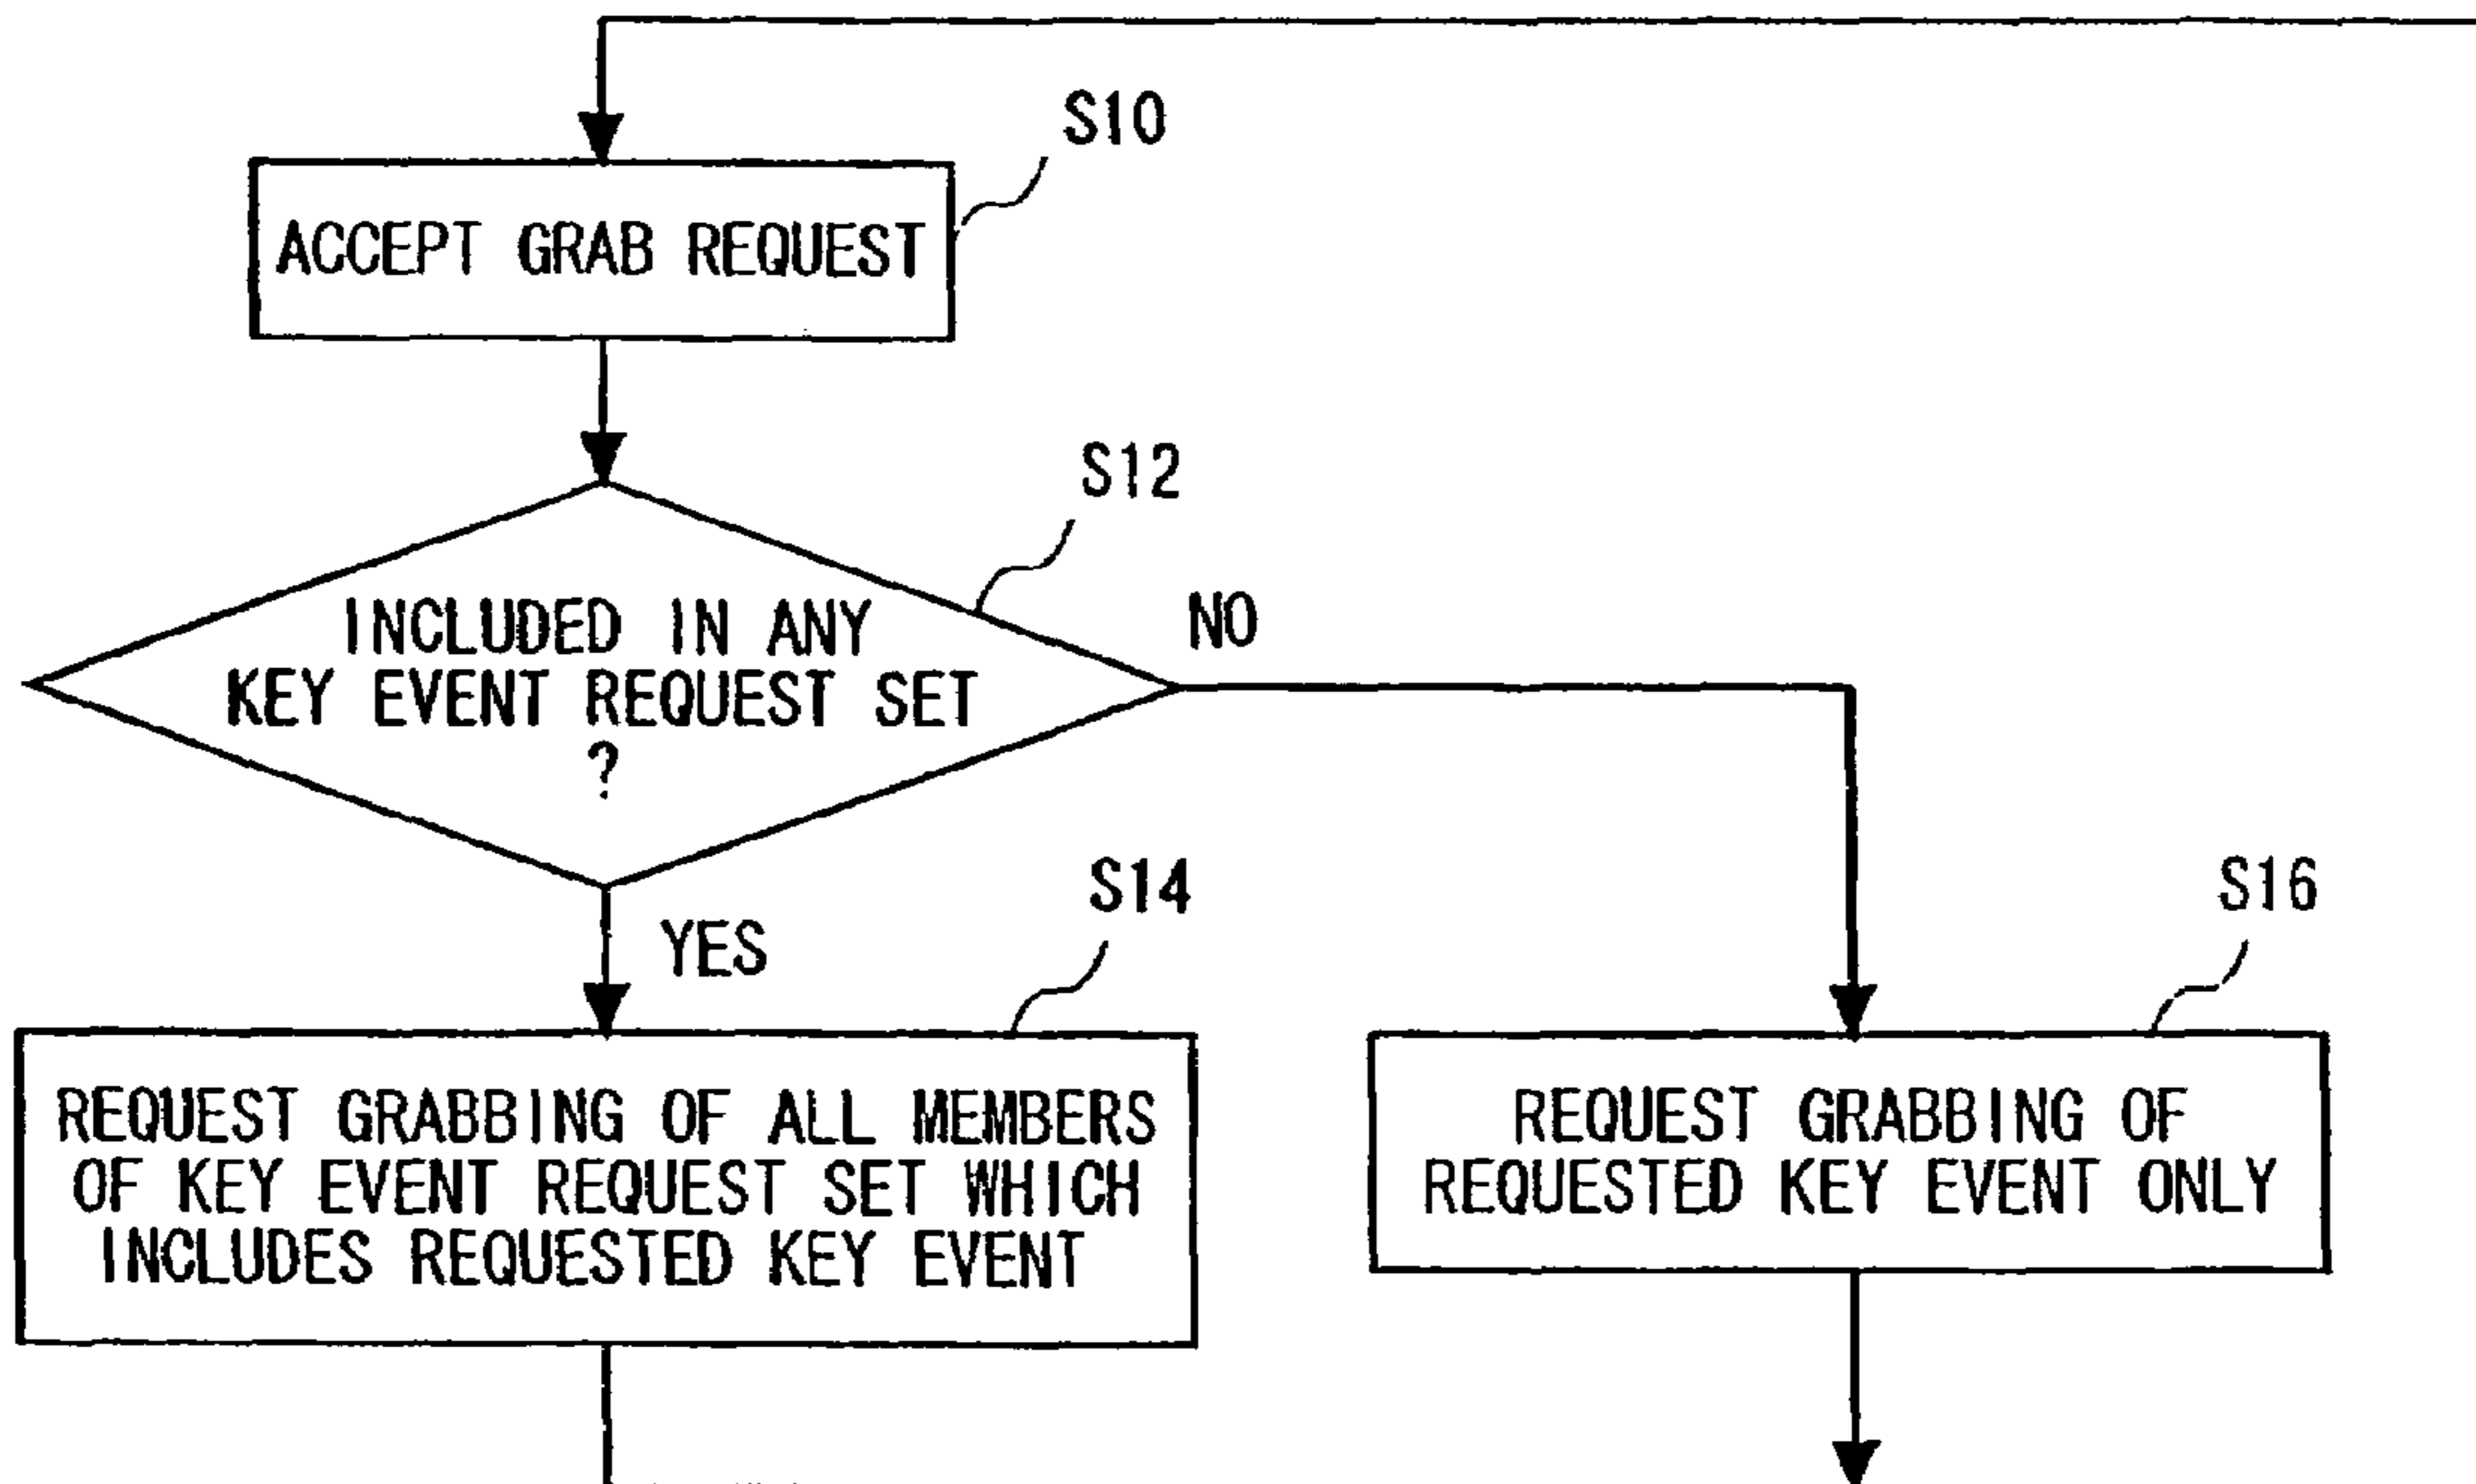 S10
ACCEPT GRAB REQUEST
S12
INCLUDED IN ANY
KEY EVENT REQUEST SET
?
NO
YES
S14
REQUEST GRABBING OF ALL MEMBERS
OF KEY EVENT REQUEST SET WHICH
INCLUDES REQUESTED KEY EVENT
S16
REQUEST GRABBING OF
REQUESTED KEY EVENT ONLY